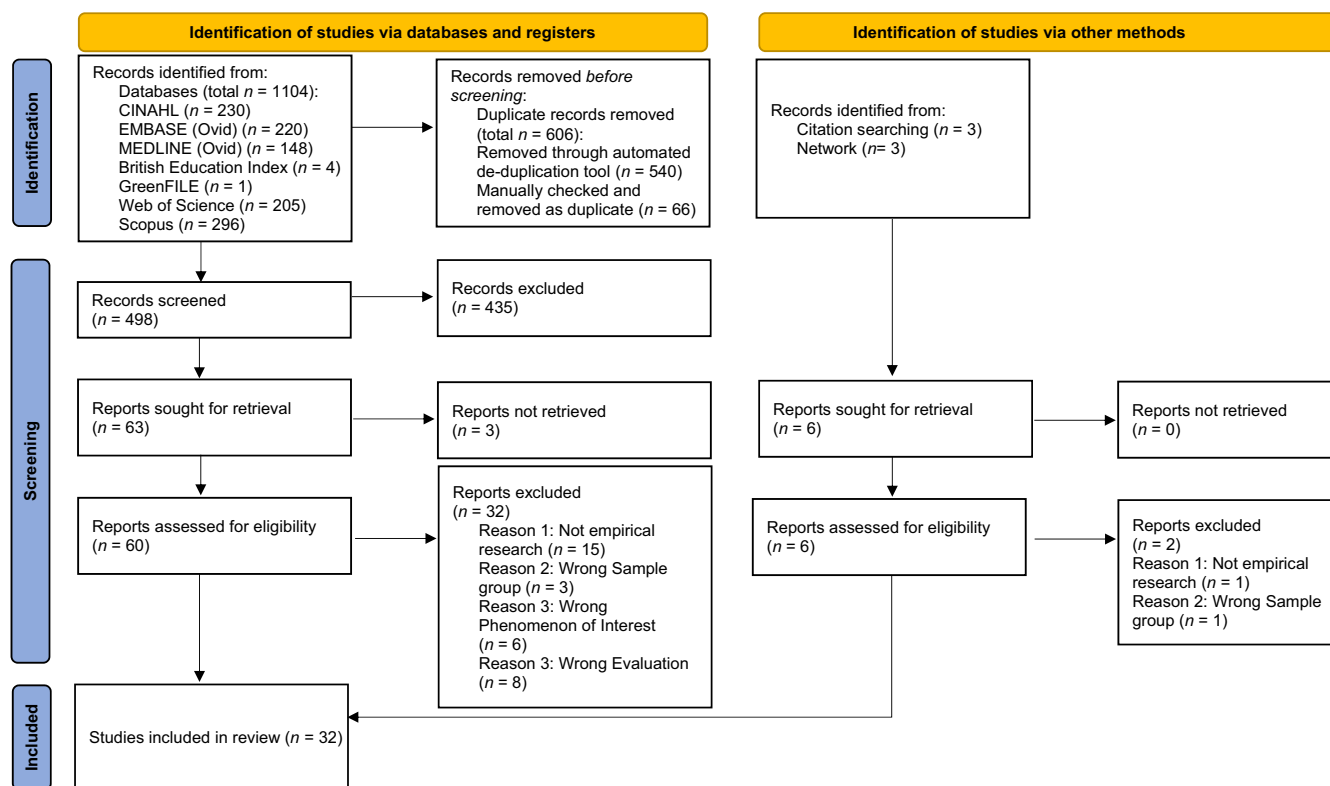 Identification of studies via databases and registers
Identification of studies via other methods
Identification
Records identified from:
Databases (total n = 1104):
CINAHL (n = 230)
EMBASE (Ovid) (n = 220)
MEDLINE (Ovid) (n = 148)
British Education Index (n = 4)
GreenFILE (n = 1)
Web of Science (n = 205)
Scopus (n = 296)
Records removed before
screening:
Duplicate records removed
(total n = 606):
Removed through automated
de-duplication tool (n = 540)
Manually checked and
removed as duplicate (n = 66)
Records identified from:
Citation searching (n = 3)
Network (n= 3)
Screening
Records screened
(n = 498)
Records excluded
(n = 435)
Reports sought for retrieval
(n = 63)
Reports not retrieved
(n = 3)
Reports sought for retrieval
(n = 6)
Reports not retrieved
(n = 0)
Reports assessed for eligibility
(n = 60)
Reports excluded
(n = 32)
Reason 1: Not empirical
research (n = 15)
Reason 2: Wrong Sample
group (n = 3)
Reason 3: Wrong
Phenomenon of Interest
(n = 6)
Reason 3: Wrong Evaluation
(n = 8)
Reports assessed for eligibility
(n = 6)
Reports excluded
(n = 2)
Reason 1: Not empirical
research (n = 1)
Reason 2: Wrong Sample
group (n = 1)
Included
Studies included in review (n = 32)